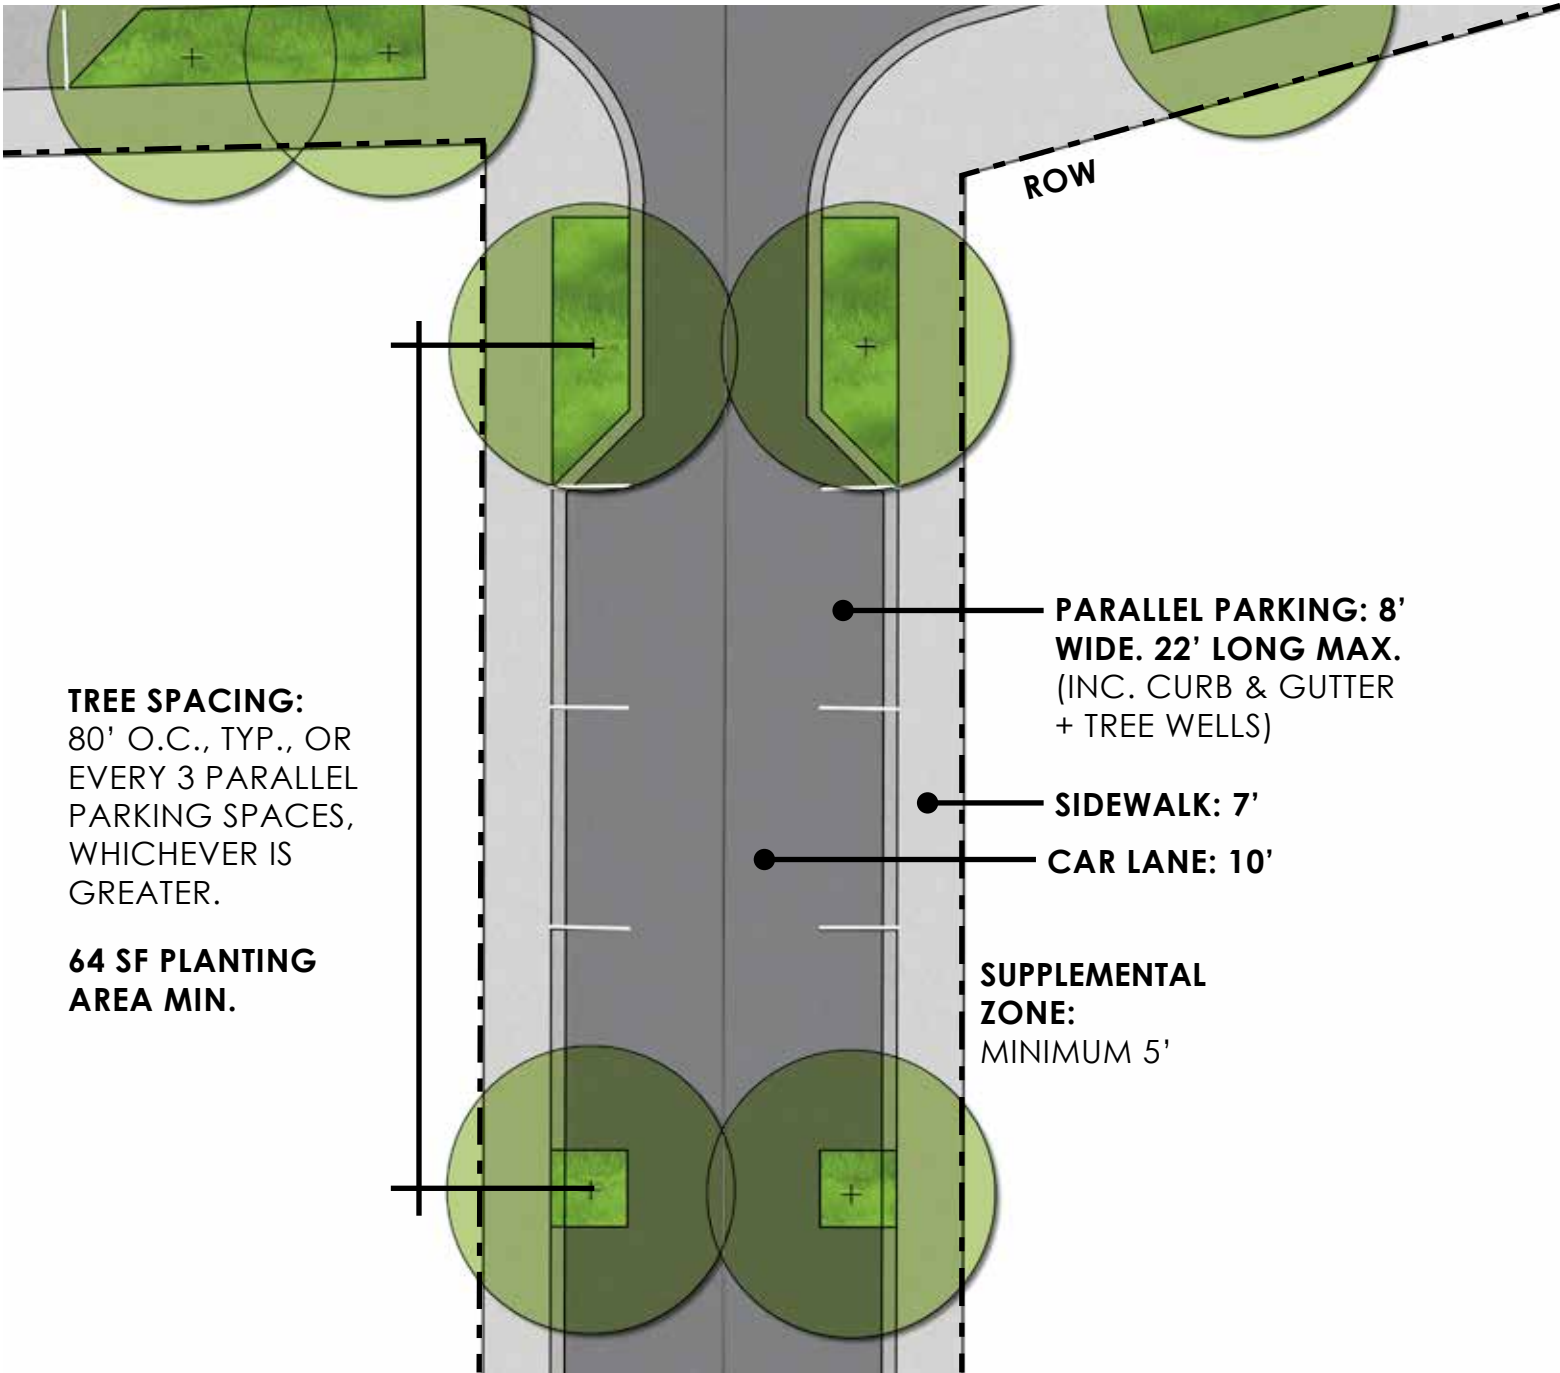 ROW
PARALLEL PARKING: 8’
WIDE. 22’ LONG MAX.
(INC. CURB & GUTTER
+ TREE WELLS)
TREE SPACING:
80’ O.C., TYP., OR
EVERY 3 PARALLEL
PARKING SPACES,
WHICHEVER IS
GREATER.
64 SF PLANTING
AREA MIN.
SIDEWALK: 7’
CAR LANE: 10’
SUPPLEMENTAL
ZONE:
MINIMUM 5’